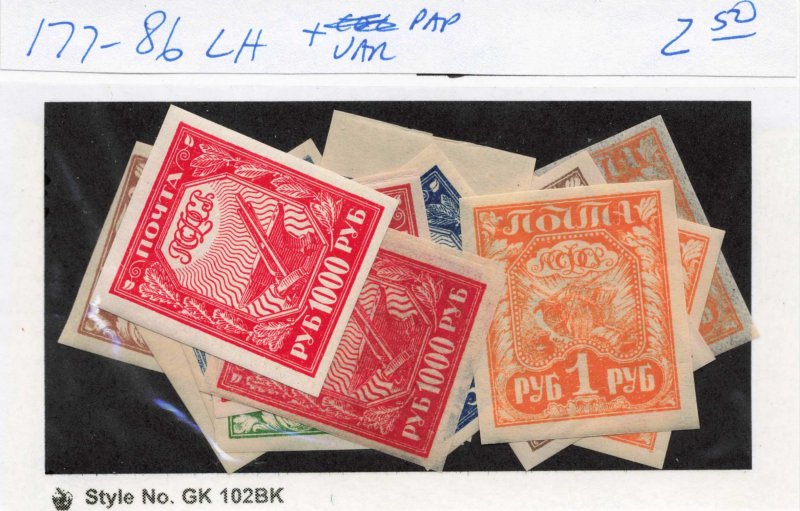 177-86 LH + PAP 2 50
VAR
ПОЧТА
РСФСР
РУБ 1000 РУБ
РУБ 1000 РУБ
ПОЧТА
РСФСР
РУБ 1 РУБ
Style No. GK 102BK